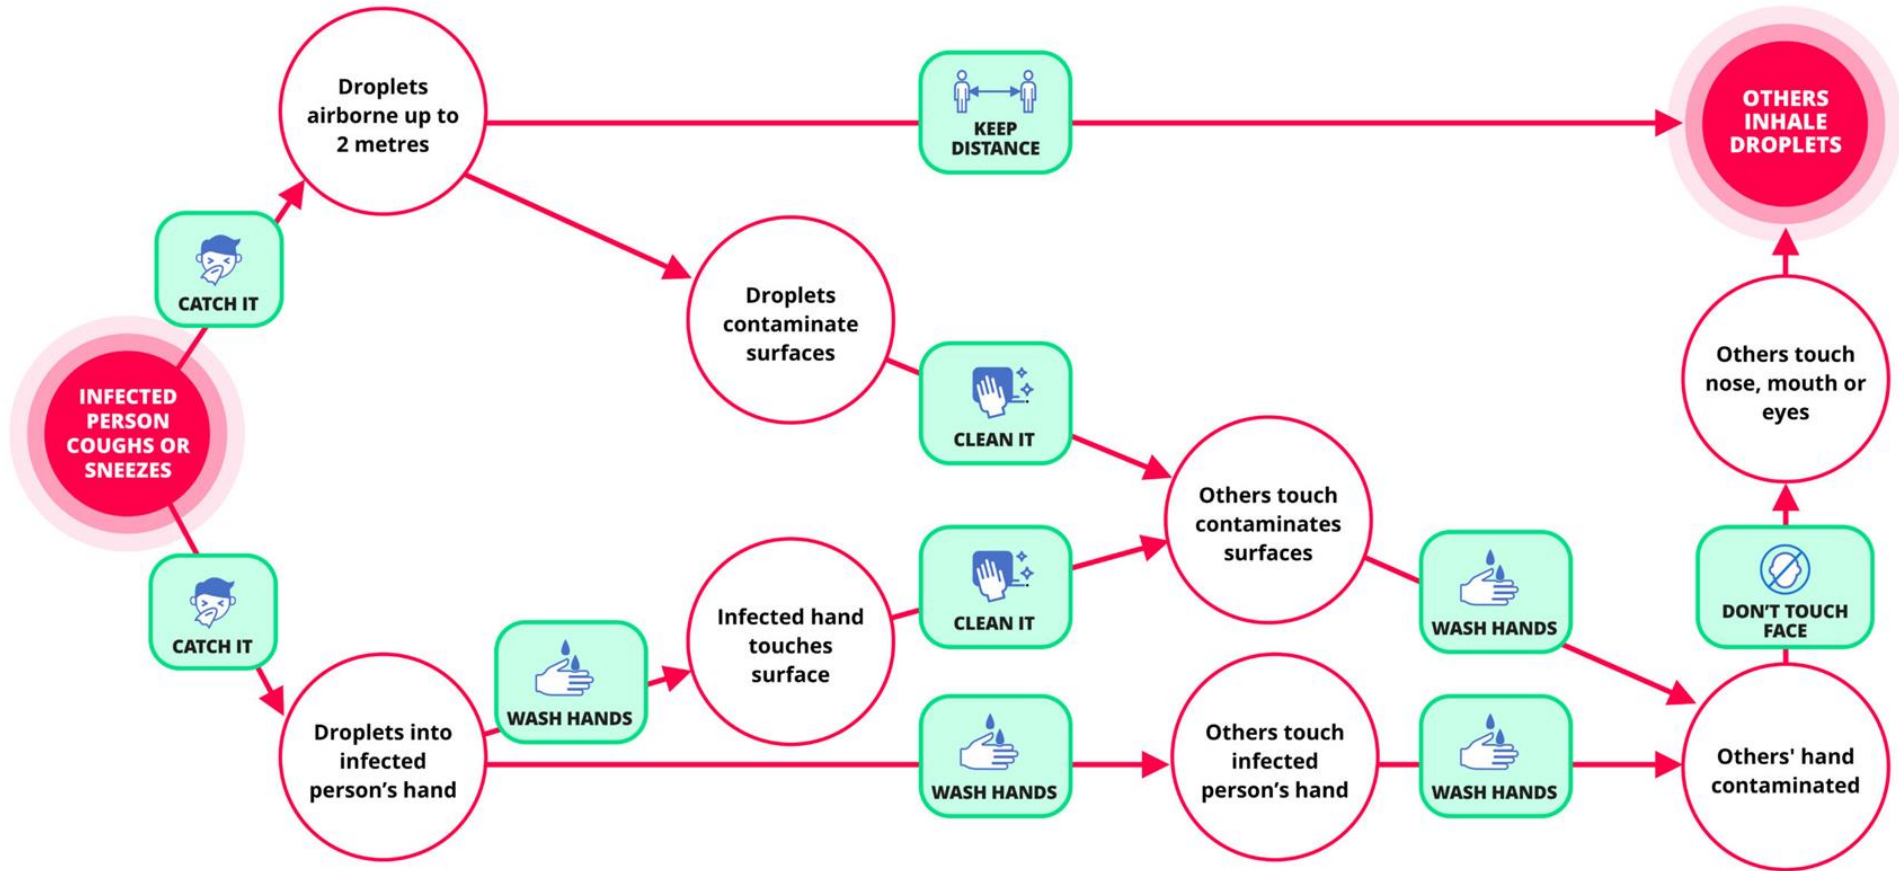 Droplets
airborne up to
2 metres
KEEP
DISTANCE
OTHERS
INHALE
DROPLETS
CATCH IT
Droplets
contaminate
surfaces
INFECTED
PERSON
COUGHS OR
SNEEZES
CLEAN IT
Others touch
nose, mouth or
eyes
Others touch
contaminates
surfaces
CATCH IT
Infected hand
touches
surface
CLEAN IT
WASH HANDS
DON'T TOUCH
FACE
WASH HANDS
Droplets into
infected
person's hand
WASH HANDS
Others touch
infected
person's hand
WASH HANDS
Others' hand
contaminated